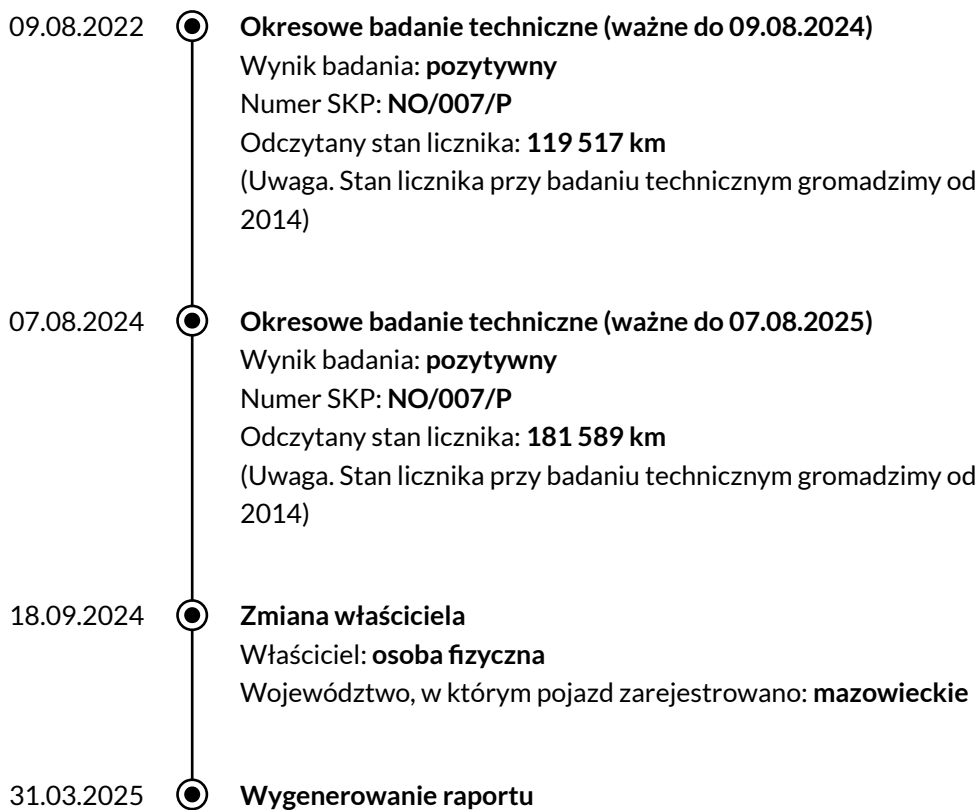 09.08.2022 Okresowe badanie techniczne (ważne do 09.08.2024)
Wynik badania: pozytywny
Numer SKP: NO/007/P
Odczytany stan licznika: 119 517 km
(Uwaga. Stan licznika przy badaniu technicznym gromadzimy od
2014)
07.08.2024 Okresowe badanie techniczne (ważne do 07.08.2025)
Wynik badania: pozytywny
Numer SKP: NO/007/P
Odczytany stan licznika: 181 589 km
(Uwaga. Stan licznika przy badaniu technicznym gromadzimy od
2014)
18.09.2024 Zmiana właściciela
Właściciel: osoba fizyczna
Województwo, w którym pojazd zarejestrowano: mazowieckie
31.03.2025 Wygenerowanie raportu